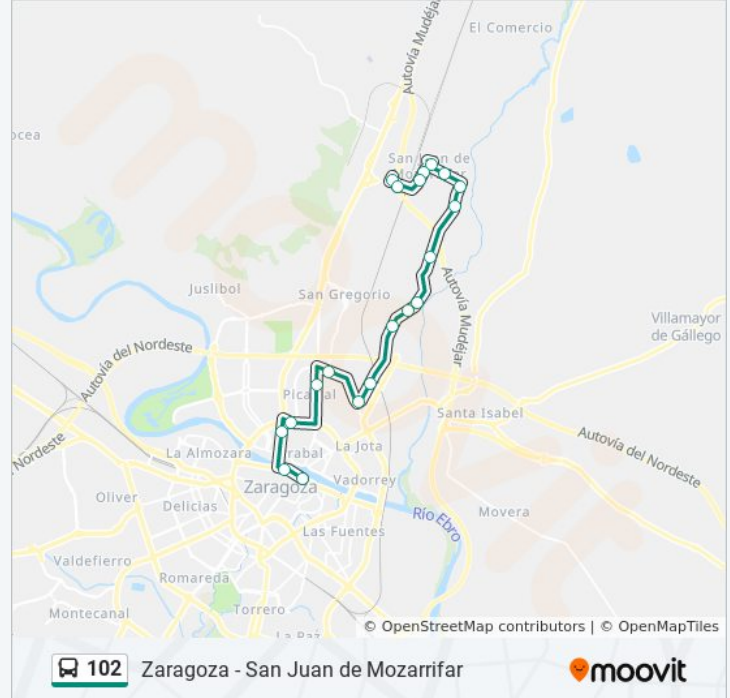 El Comercio
Autovía Mudéjar
ocea
San Juan de
Juslibol
San Gregorio
Autovía Mudéjar
Villamayor
de Gállego
Autovía del Nordeste
Santa Isabel
La Jota
La Almozara
Autovía del Nordeste
Nordeste
Zaragoza
Vadorrey
Oliver
Delicias
Río Ebro
Movera
Las Fuentes
Valdefierro
Romareda
Montecanal
Torrero
La Paz
© OpenStreetMap contributors | © OpenMapTiles
102 Zaragoza - San Juan de Mozarrifar moovit